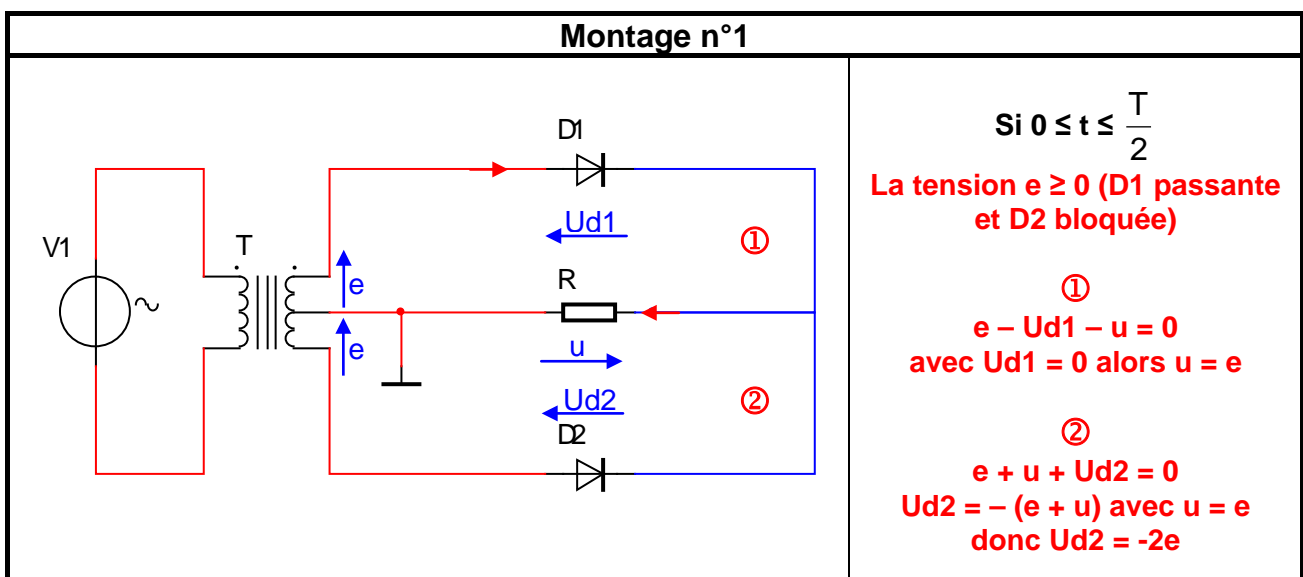 Montage n°1
D1
Ud1
①
V1
T
e
R
e
u
Ud2
②
D2
Si 0 ≤ t ≤ T/2
La tension e ≥ 0 (D1 passante
et D2 bloquée)
①
e – Ud1 – u = 0
avec Ud1 = 0 alors u = e
②
e + u + Ud2 = 0
Ud2 = – (e + u) avec u = e
donc Ud2 = -2e